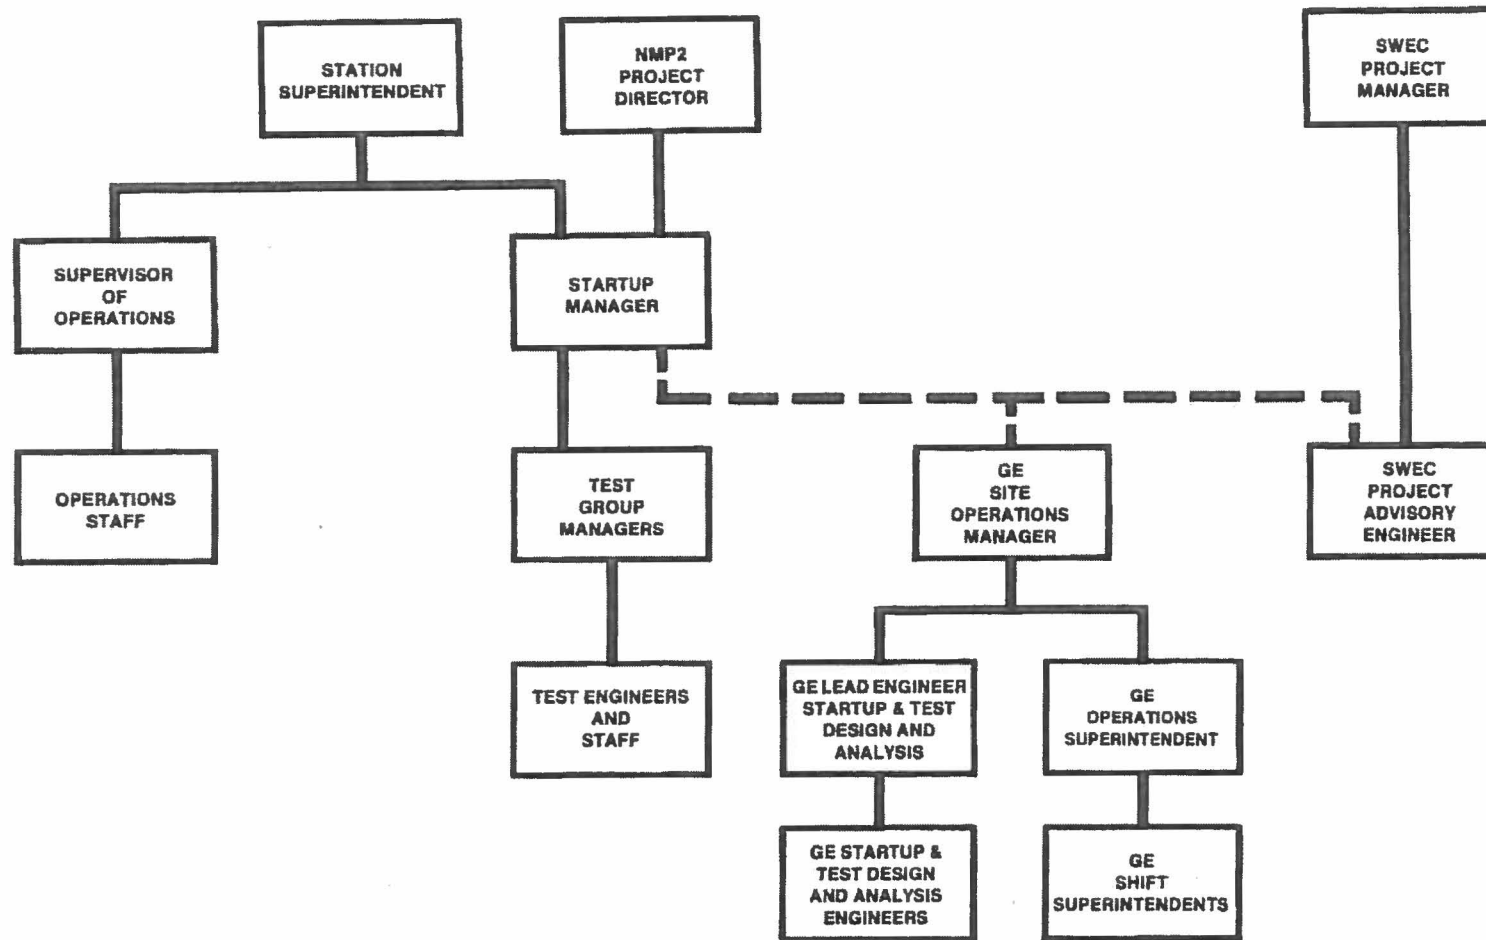 STATION
SUPERINTENDENT
NMP2
PROJECT
DIRECTOR
SWEC
PROJECT
MANAGER
SUPERVISOR
OF
OPERATIONS
STARTUP
MANAGER
OPERATIONS
STAFF
TEST
GROUP
MANAGERS
GE
SITE
OPERATIONS
MANAGER
SWEC
PROJECT
ADVISORY
ENGINEER
TEST ENGINEERS
AND
STAFF
GE LEAD ENGINEER
STARTUP & TEST
DESIGN AND
ANALYSIS
GE
OPERATIONS
SUPERINTENDENT
GE STARTUP &
TEST DESIGN
AND ANALYSIS
ENGINEERS
GE
SHIFT
SUPERINTENDENTS